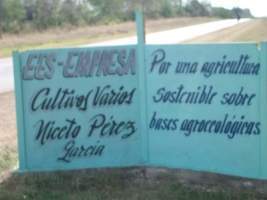 EES-EMPRESA
Cultivos Varios
Niceto Pérez
García
Por una agricultura
sostenible sobre
bases agroecológicas.